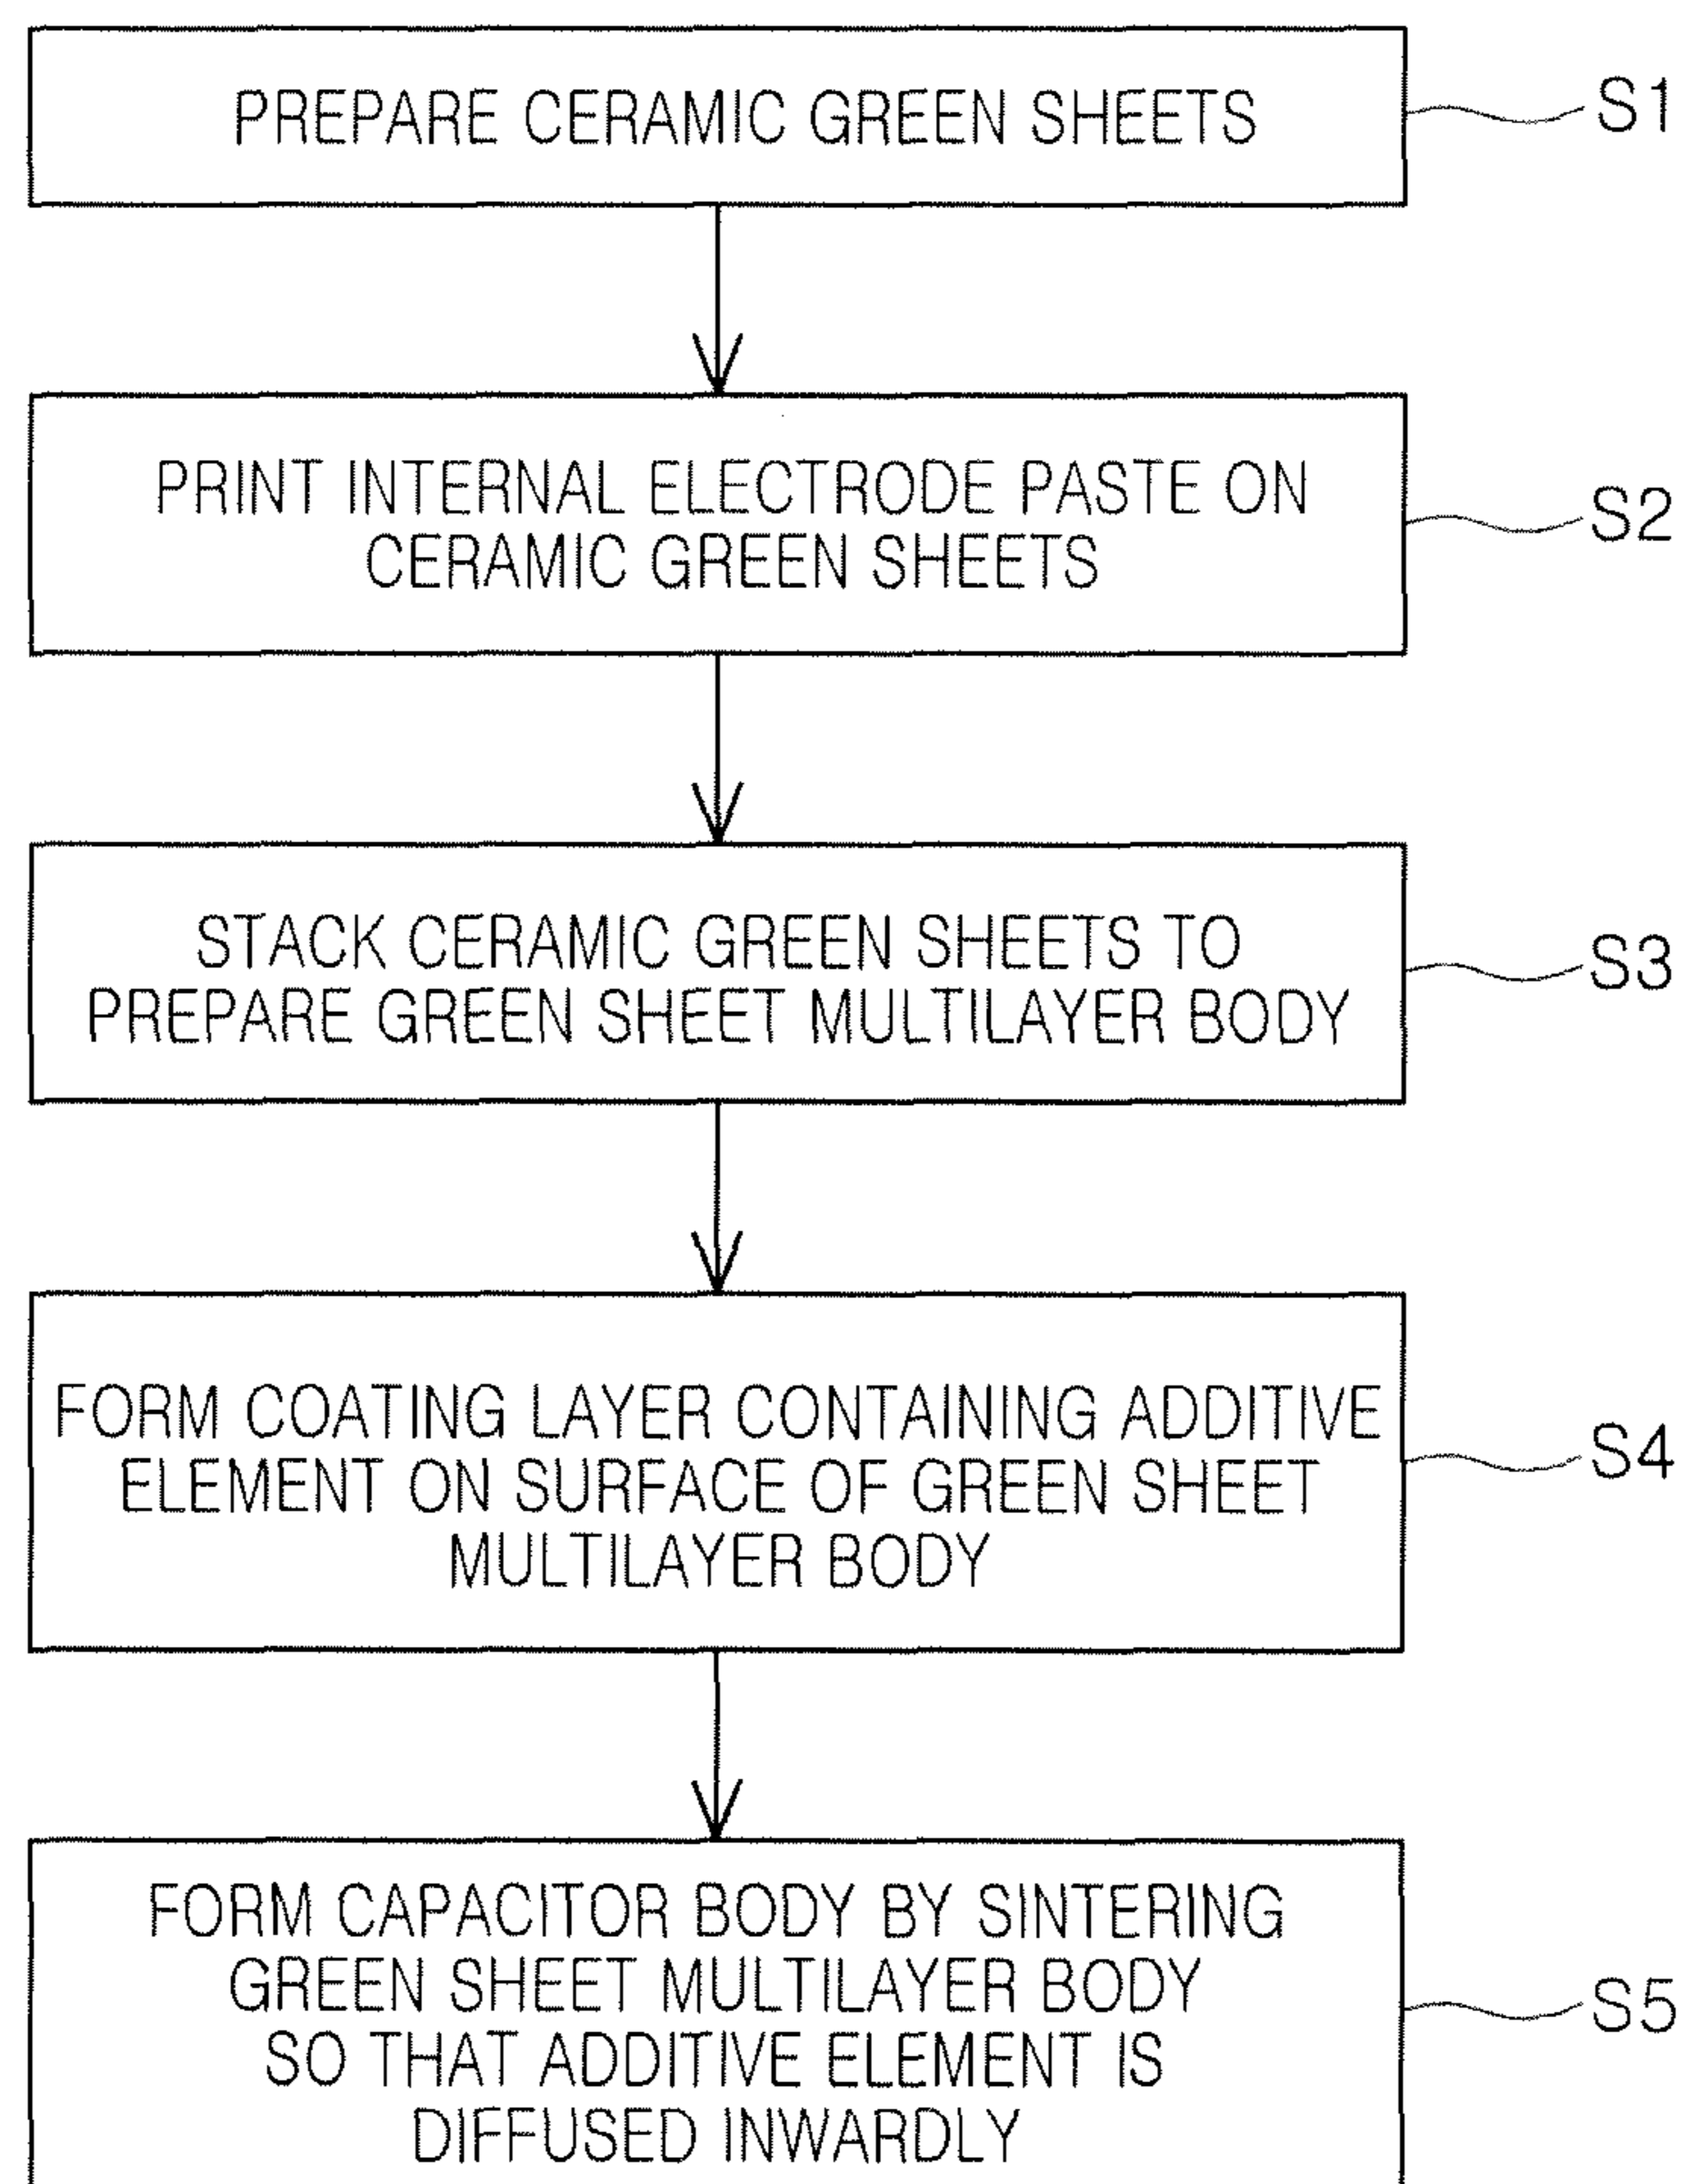 PREPARE CERAMIC GREEN SHEETS
S1
PRINT INTERNAL ELECTRODE PASTE ON
CERAMIC GREEN SHEETS
S2
STACK CERAMIC GREEN SHEETS TO
PREPARE GREEN SHEET MULTILAYER BODY
S3
FORM COATING LAYER CONTAINING ADDITIVE
ELEMENT ON SURFACE OF GREEN SHEET
MULTILAYER BODY
S4
FORM CAPACITOR BODY BY SINTERING
GREEN SHEET MULTILAYER BODY
SO THAT ADDITIVE ELEMENT IS
DIFFUSED INWARDLY
S5